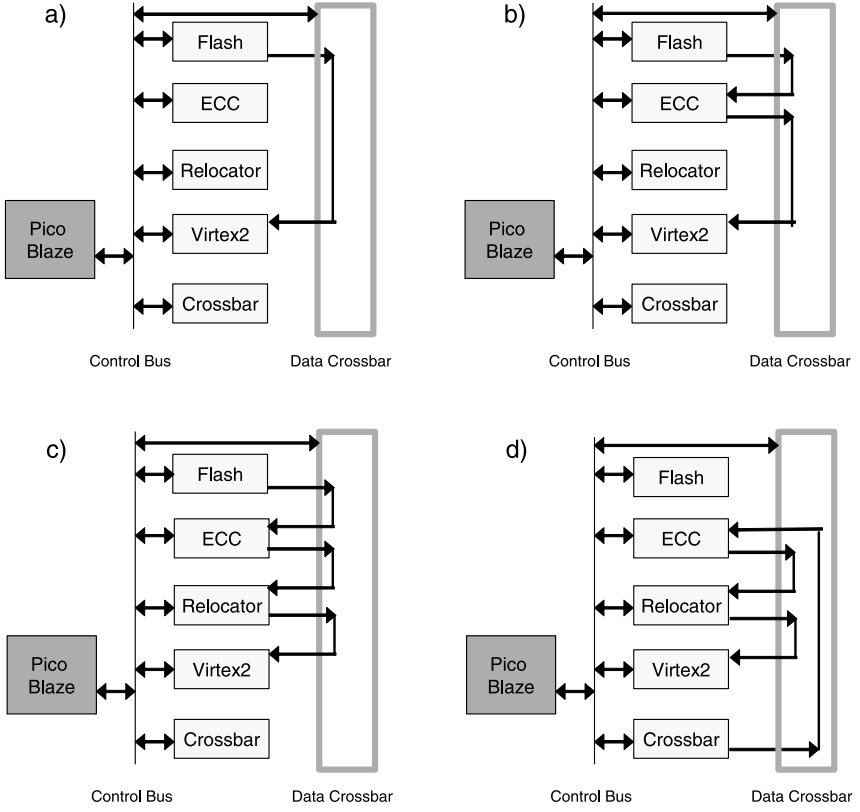 a)
Flash
ECC
Relocator
Pico
Blaze
Virtex2
Crossbar
Control Bus
Data Crossbar
b)
Flash
ECC
Relocator
Pico
Blaze
Virtex2
Crossbar
Control Bus
Data Crossbar
c)
Flash
ECC
Relocator
Pico
Blaze
Virtex2
Crossbar
Control Bus
Data Crossbar
d)
Flash
ECC
Relocator
Pico
Blaze
Virtex2
Crossbar
Control Bus
Data Crossbar